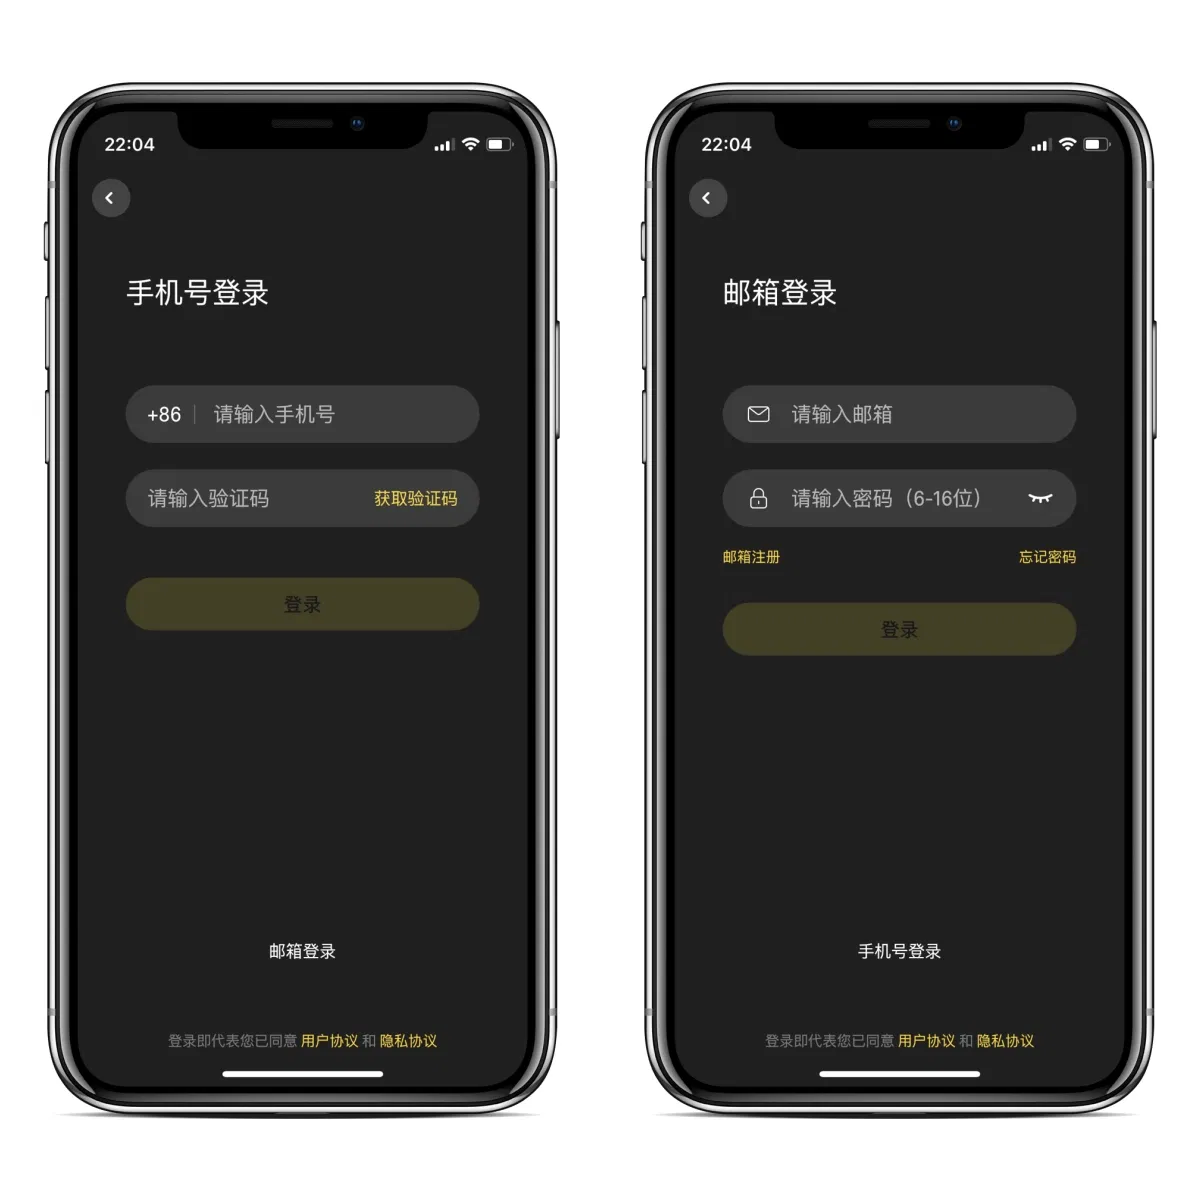 22:04
手机号登录
+86 请输入手机号
请输入验证码 获取验证码
登录
邮箱登录
登录即代表您已同意 用户协议 和 隐私协议
22:04
邮箱登录
请输入邮箱
请输入密码（6-16位）
邮箱注册 忘记密码
登录
手机号登录
登录即代表您已同意 用户协议 和 隐私协议